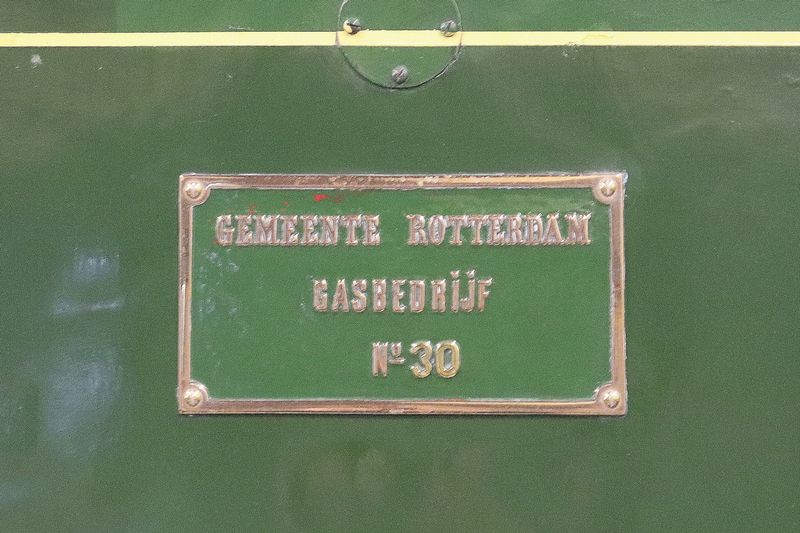 GEMEENTE ROTTERDAM
GASBEDRIJF
No 30